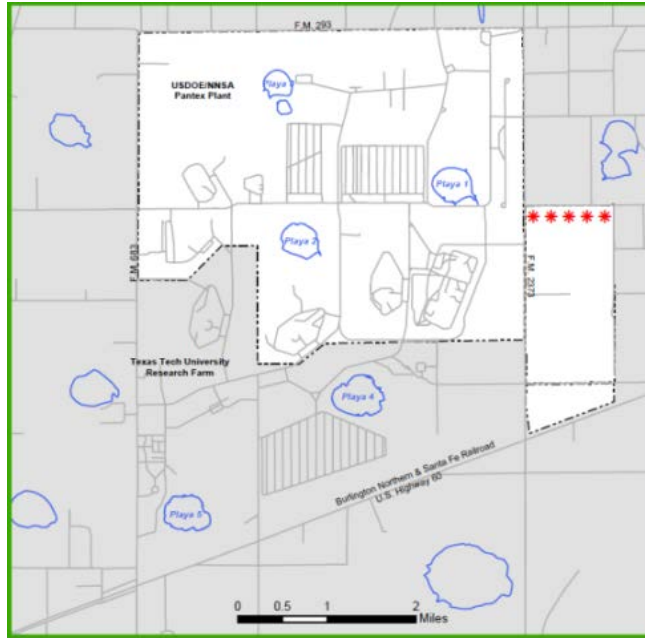 F.M. 293
USDOE/NNSA
Pantex Plant
Playa
Playa 1
Playa 2
F.M. 683
F.M. 2373
Texas Tech University
Research Farm
Playa 4
Burlington Northern & Santa Fe Railroad
U.S. Highway 60
Playa 5
0 0.5 1 2
Miles